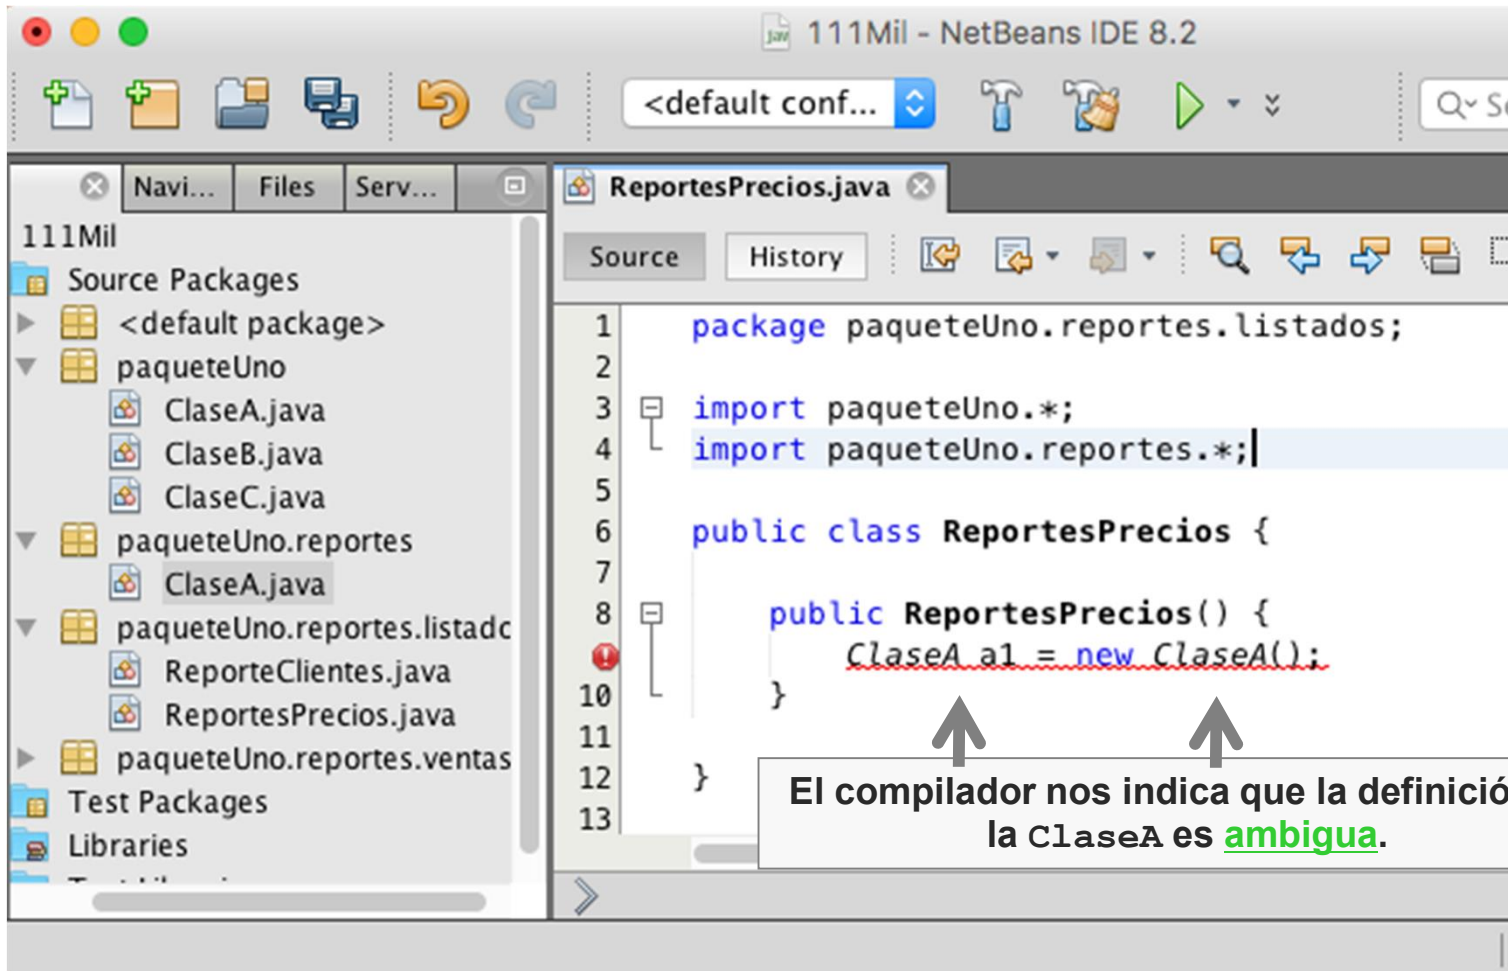 111Mil - NetBeans IDE 8.2
<default conf...
Navi...
Files
Serv...
ReportesPrecios.java
111Mil
Source Packages
<default package>
paqueteUno
ClaseA.java
ClaseB.java
ClaseC.java
paqueteUno.reportes
ClaseA.java
paqueteUno.reportes.listado
ReporteClientes.java
ReportesPrecios.java
paqueteUno.reportes.ventas
Test Packages
Libraries
Source
History
1 package paqueteUno.reportes.listados;
2
3 import paqueteUno.*;
4 import paqueteUno.reportes.*;
5
6 public class ReportesPrecios {
7
8 public ReportesPrecios() {
ClaseA a1 = new ClaseA();
10 }
11
12 }
13
El compilador nos indica que la definició
la ClaseA es ambigua.